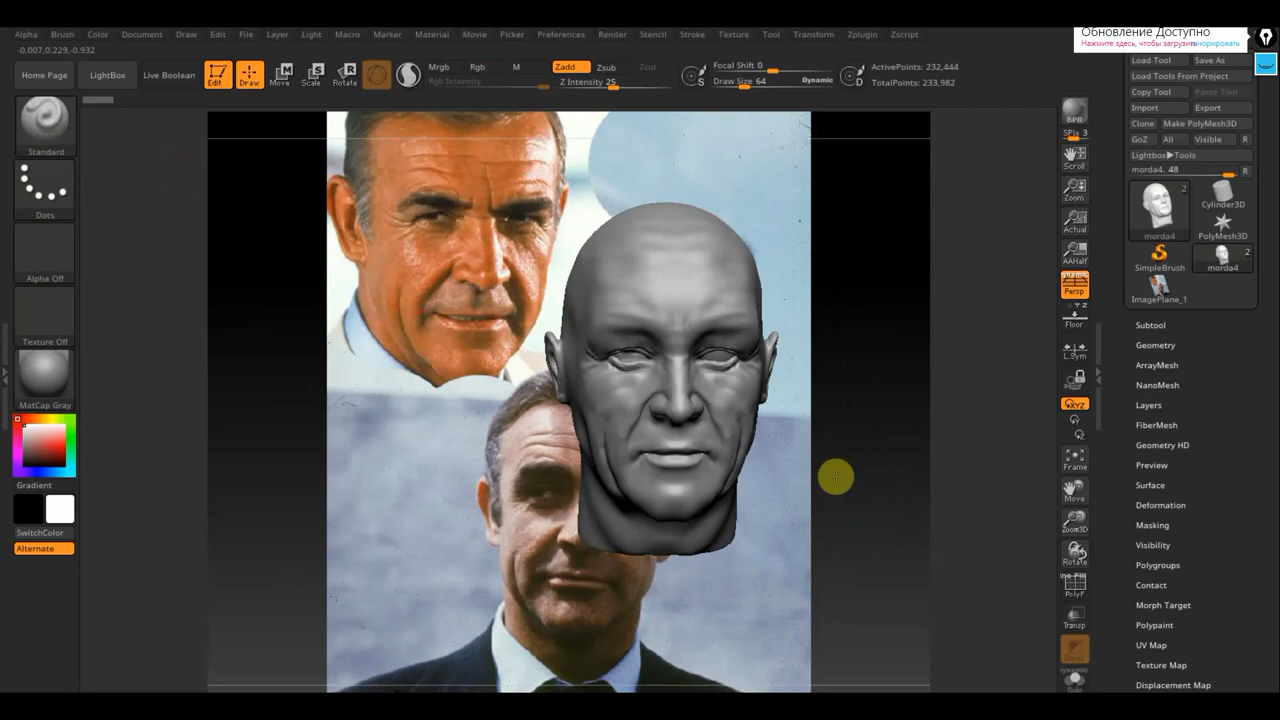 Alpha Brush Color Document Draw Edit File Layer Light Macro Marker Material Movie Picker Preferences Render Stencil Stroke Texture Tool Transform Zplugin Zscript
Обновление Доступно
Нажмите здесь, чтобы загрузить
-0.007,0.229,-0.932
Home Page
LightBox
Live Boolean
Edit
Draw
Move
Scale
Rotate
Mrgb Rgb M
Rgb Intensity
Zadd Zsub Zcut
Z Intensity 25
S
Focal Shift 0
Draw Size 64
Dynamic
D
ActivePoints: 232,444
TotalPoints: 233,982
Standard
Dots
Alpha Off
Texture Off
MatCap Gray
Gradient
SwitchColor
Alternate
BPR
SPix 3
Scroll
Zoom
Actual
AAHalf
Persp
Floor
L.Sym
XYZ
Frame
Move
Zoom3D
Rotate
PolyF
Transp
Solo
Load Tool Save As
Load Tools From Project
Copy Tool Paste Tool
Import Export
Clone Make PolyMesh3D
GoZ All Visible R
Lightbox▶Tools
morda4. 48 R
2
morda4
Cylinder3D
PolyMesh3D
SimpleBrush
2
morda4
ImagePlane_1
Subtool
Geometry
ArrayMesh
NanoMesh
Layers
FiberMesh
Geometry HD
Preview
Surface
Deformation
Masking
Visibility
Polygroups
Contact
Morph Target
Polypaint
UV Map
Texture Map
Displacement Map